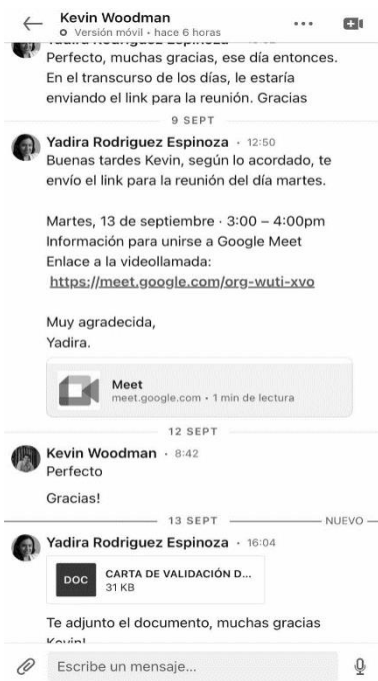 Kevin Woodman
Versión móvil • hace 6 horas
Yadira Rodriguez Espinoza
Perfecto, muchas gracias, ese día entonces.
En el transcurso de los días, le estaría
enviando el link para la reunión. Gracias
9 SEPT
Yadira Rodriguez Espinoza • 12:50
Buenas tardes Kevin, según lo acordado, te
envío el link para la reunión del día martes.
Martes, 13 de septiembre · 3:00 – 4:00pm
Información para unirse a Google Meet
Enlace a la videollamada:
https://meet.google.com/org-wuti-xvo
Muy agradecida,
Yadira.
Meet
meet.google.com • 1 min de lectura
12 SEPT
Kevin Woodman • 8:42
Perfecto
Gracias!
13 SEPT
NUEVO
Yadira Rodriguez Espinoza • 16:04
DOC
CARTA DE VALIDACIÓN D...
31 KB
Te adjunto el documento, muchas gracias
Kevin!
Escribe un mensaje...